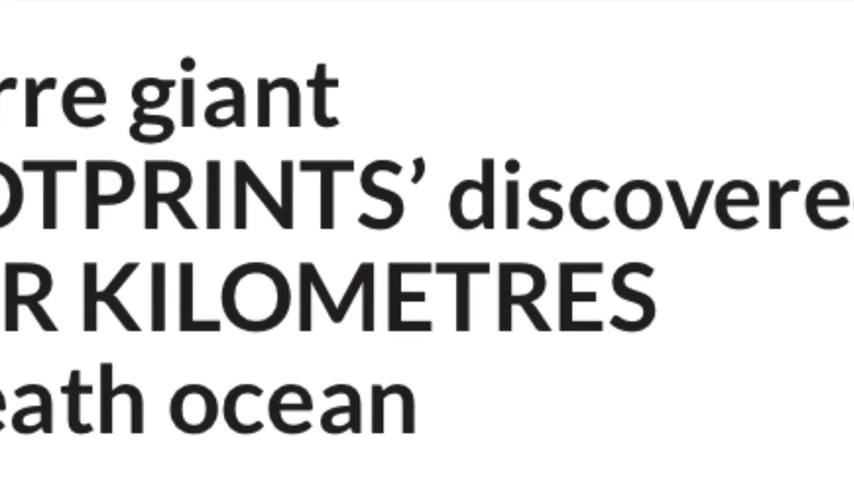 rre giant
OTPRINTS’ discovere
R KILOMETRES
eath ocean